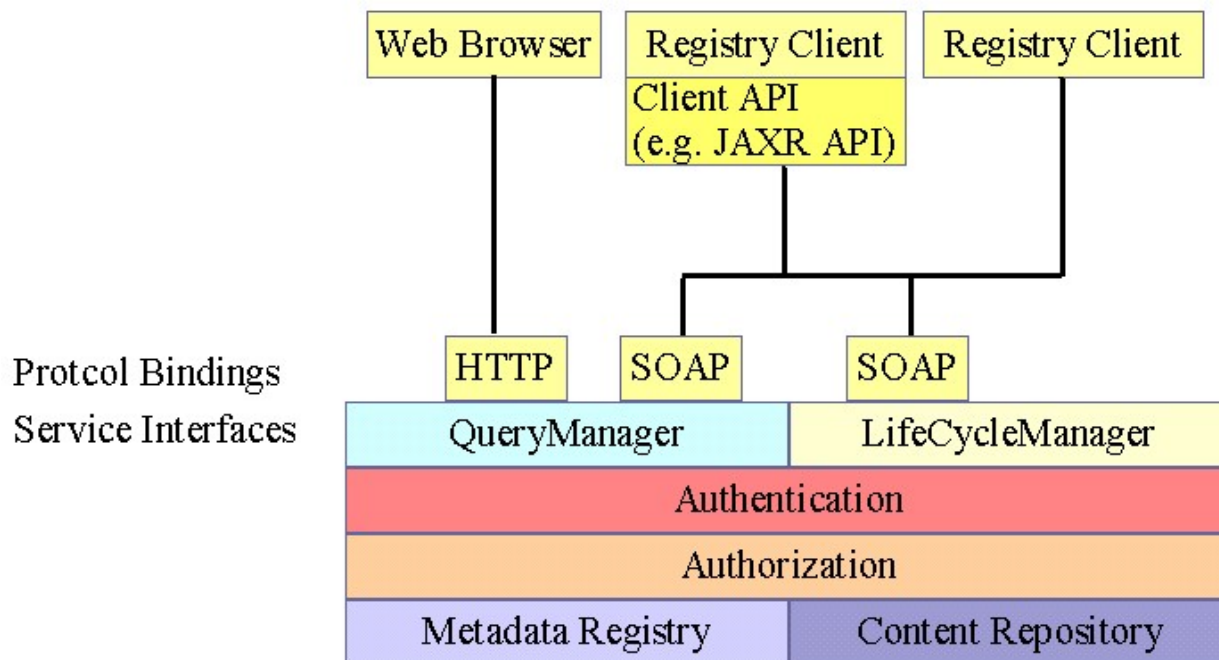 Web Browser
Registry Client
Registry Client
Client API
(e.g. JAXR API)
Protcol Bindings
HTTP
SOAP
SOAP
Service Interfaces
QueryManager
LifeCycleManager
Authentication
Authorization
Metadata Registry
Content Repository